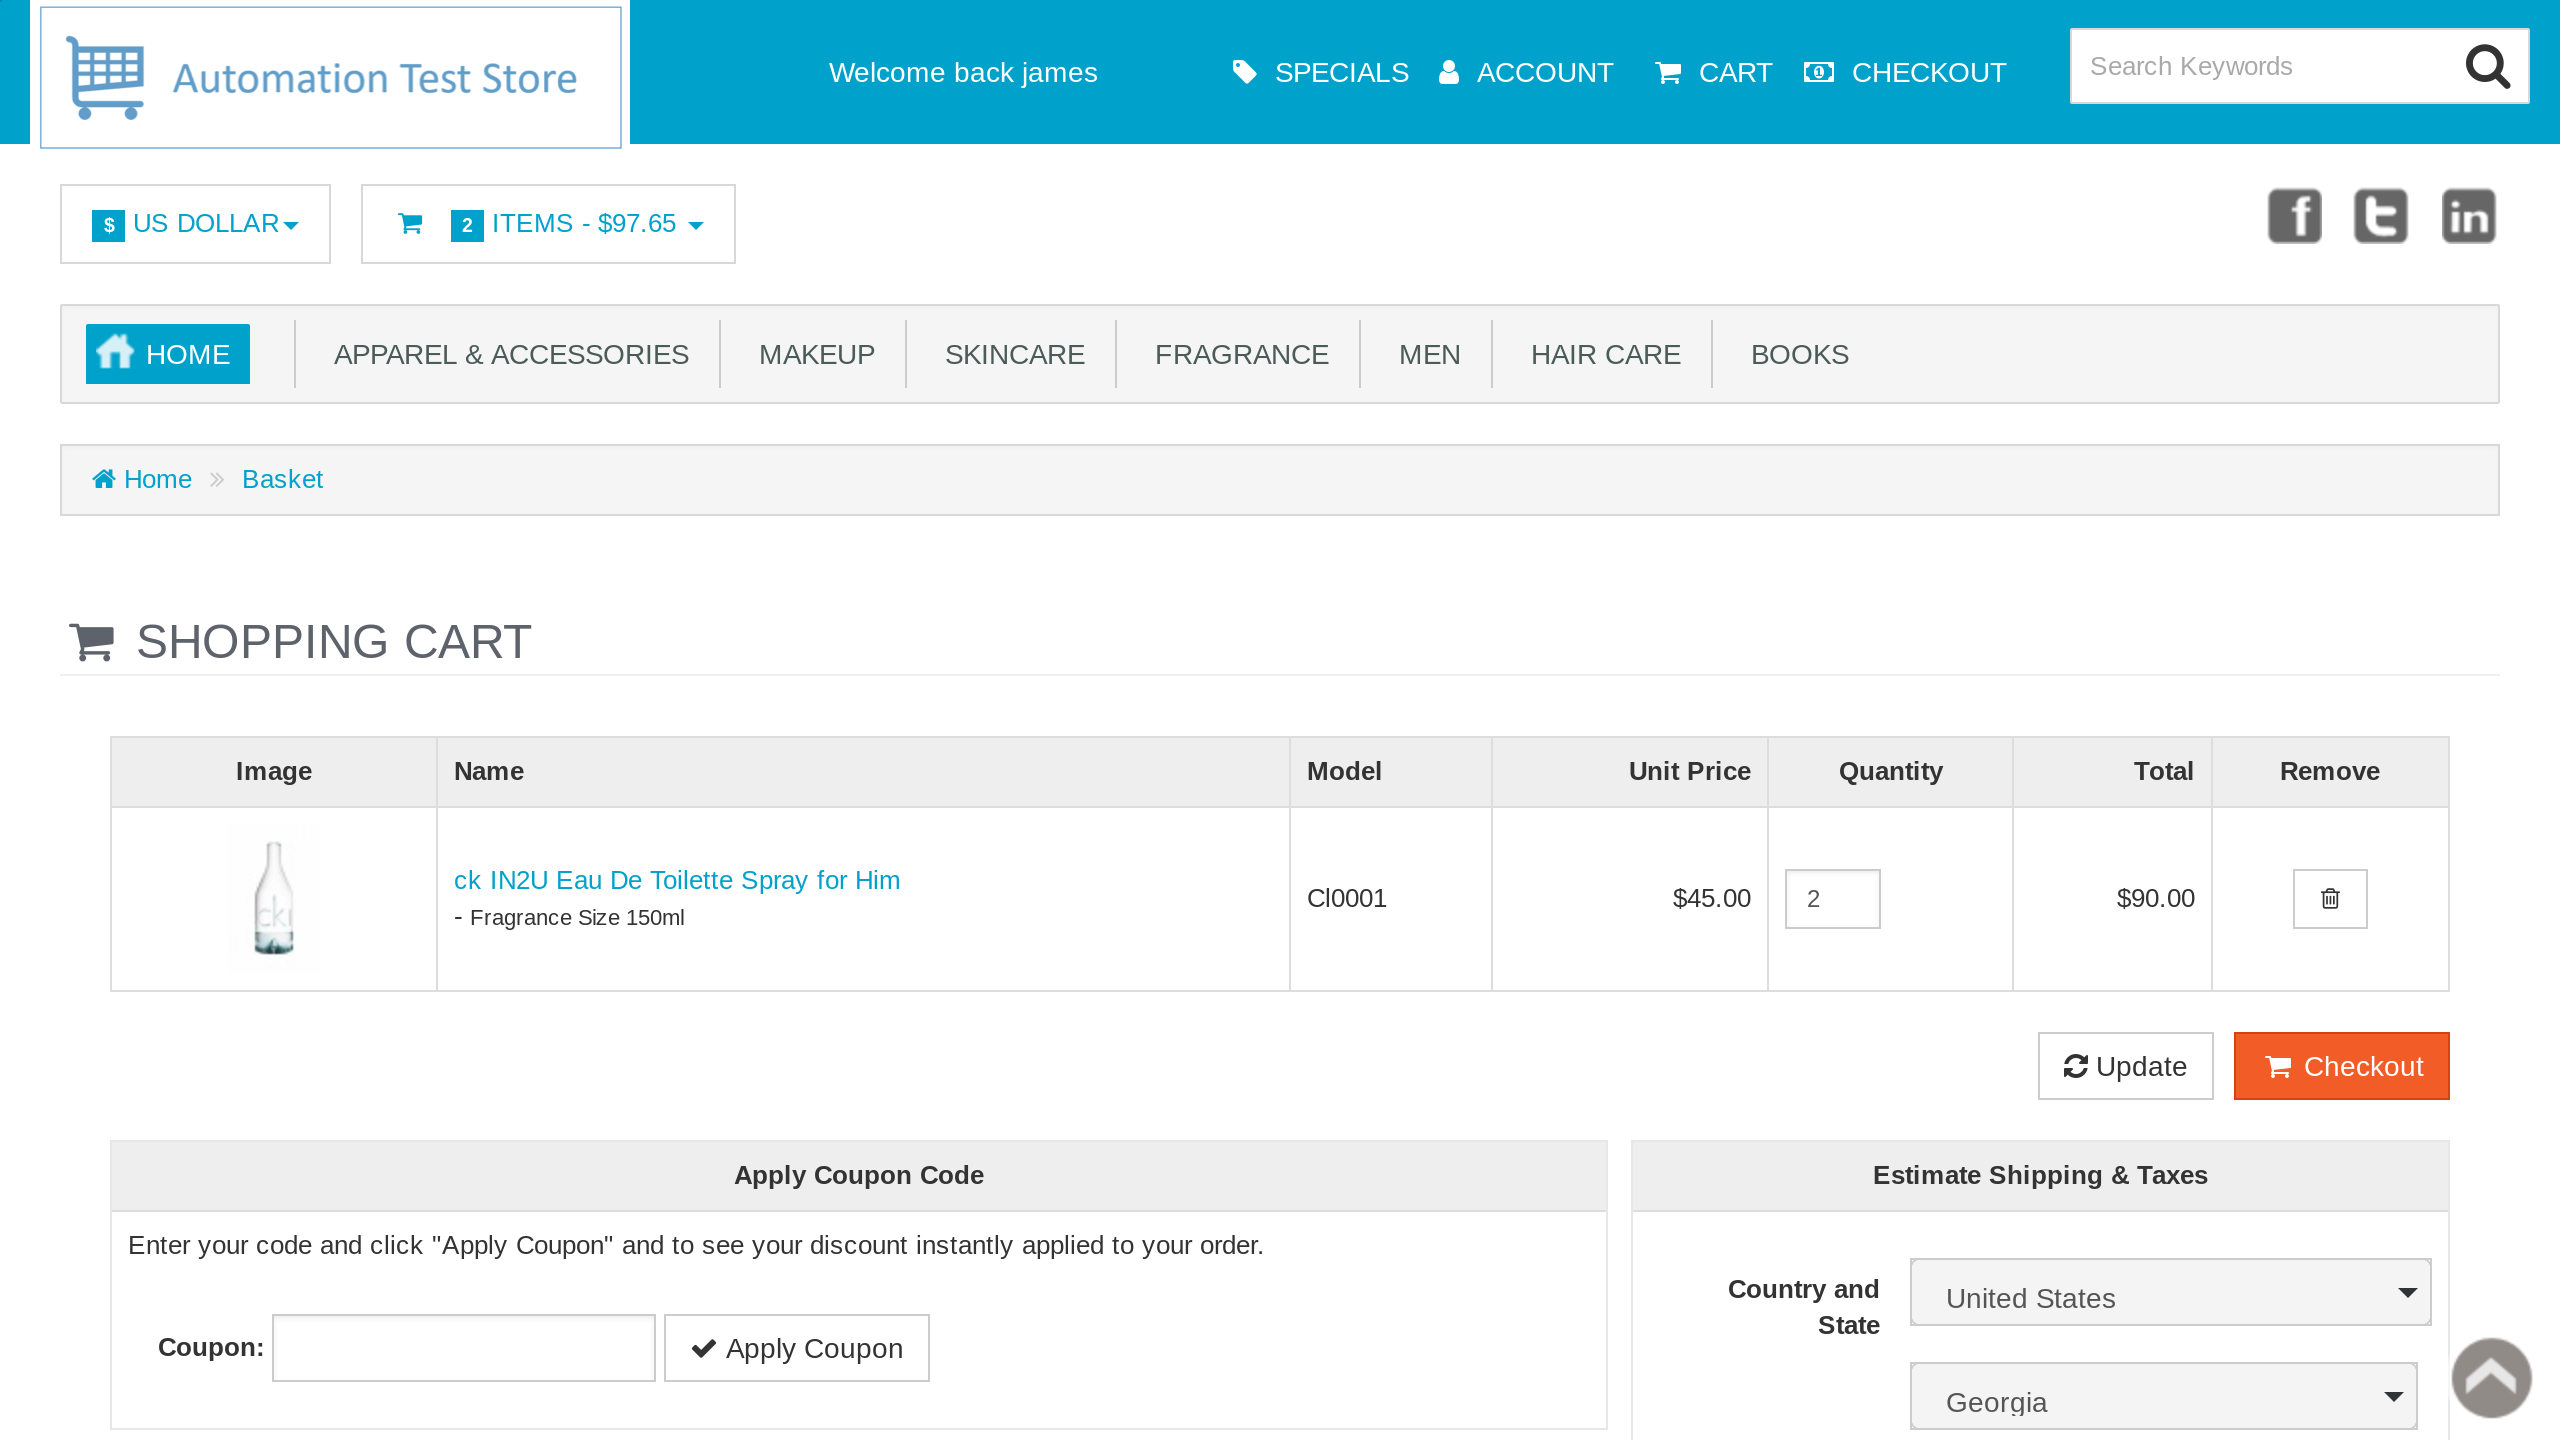 Automation Test Store
Welcome back james
SPECIALS
ACCOUNT
CART
CHECKOUT
Search Keywords
$ US DOLLAR
2 ITEMS - $97.65
HOME
APPAREL & ACCESSORIES
MAKEUP
SKINCARE
FRAGRANCE
MEN
HAIR CARE
BOOKS
Home
Basket
SHOPPING CART
Image Name Model Unit Price Quantity Total Remove
ck IN2U Eau De Toilette Spray for Him
- Fragrance Size 150ml
Cl0001
$45.00
2
$90.00
Update
Checkout
Apply Coupon Code
Enter your code and click "Apply Coupon" and to see your discount instantly applied to your order.
Coupon:
Apply Coupon
Estimate Shipping & Taxes
Country and
State
United States
Georgia